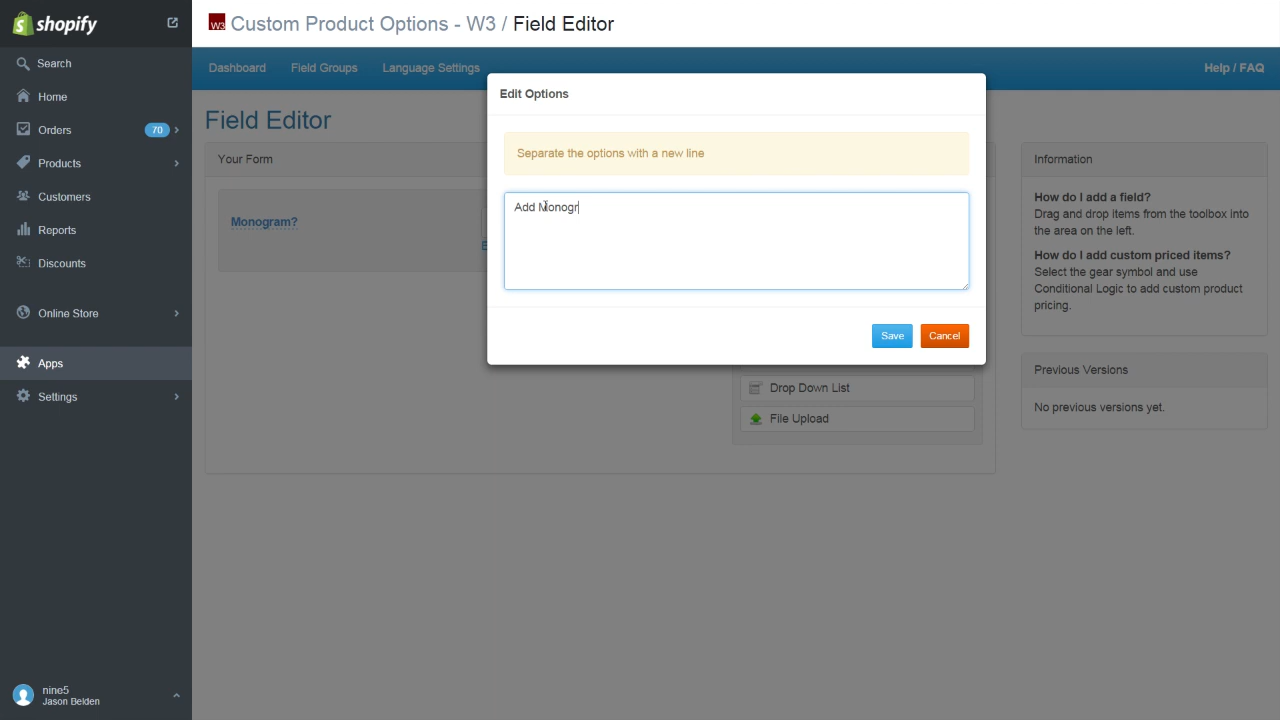 shopify
Search
Home
Orders 70
Products
Customers
Reports
Discounts
Online Store
Apps
Settings
nine5
Jason Belden
W3 Custom Product Options - W3 / Field Editor
Dashboard Field Groups Language Settings Help / FAQ
Field Editor
Your Form
Monogram?
Edit Options
Separate the options with a new line
Add Monogr
Save Cancel
Drop Down List
File Upload
Information
How do I add a field?
Drag and drop items from the toolbox into
the area on the left.
How do I add custom priced items?
Select the gear symbol and use
Conditional Logic to add custom product
pricing.
Previous Versions
No previous versions yet.